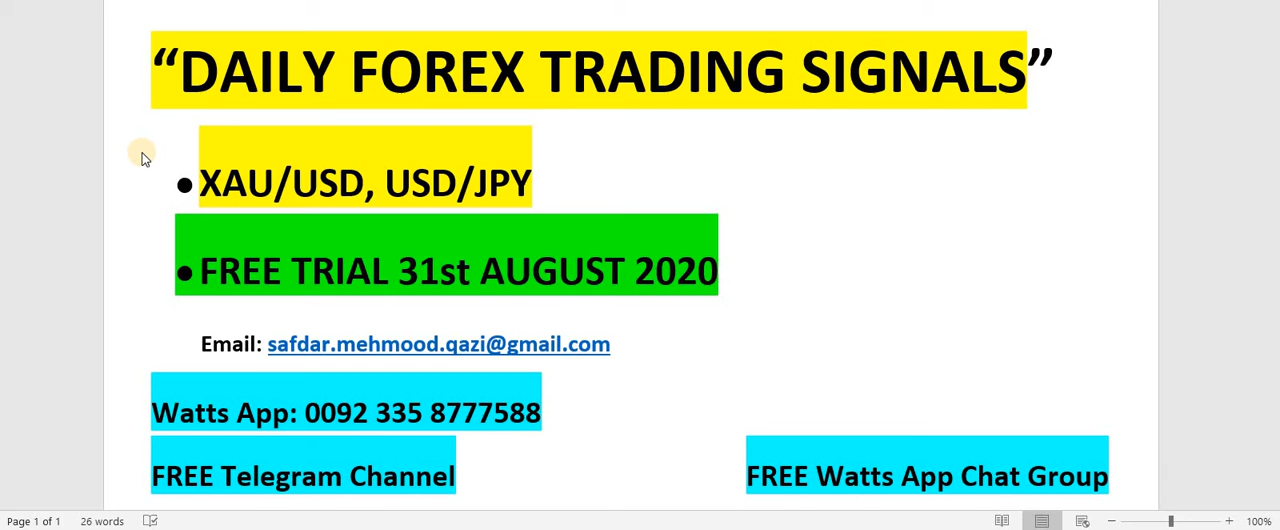 “DAILY FOREX TRADING SIGNALS”
• XAU/USD, USD/JPY
• FREE TRIAL 31st AUGUST 2020
Email: safdar.mehmood.qazi@gmail.com
Watts App: 0092 335 8777588
FREE Telegram Channel FREE Watts App Chat Group
Page 1 of 1 26 words 100%